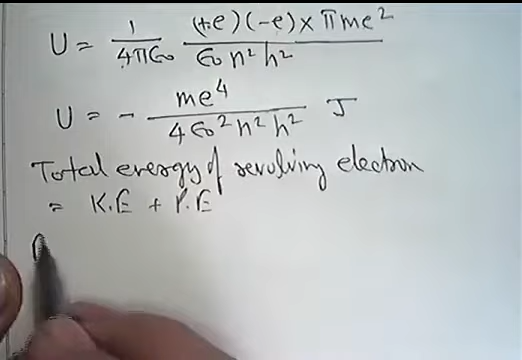 U = 1/4πε₀ (+e)(-e) × πme²/ε₀n²h²
U = - me⁴/4ε₀²n²h² J
Total energy of revolving electron
= K.E + P.E